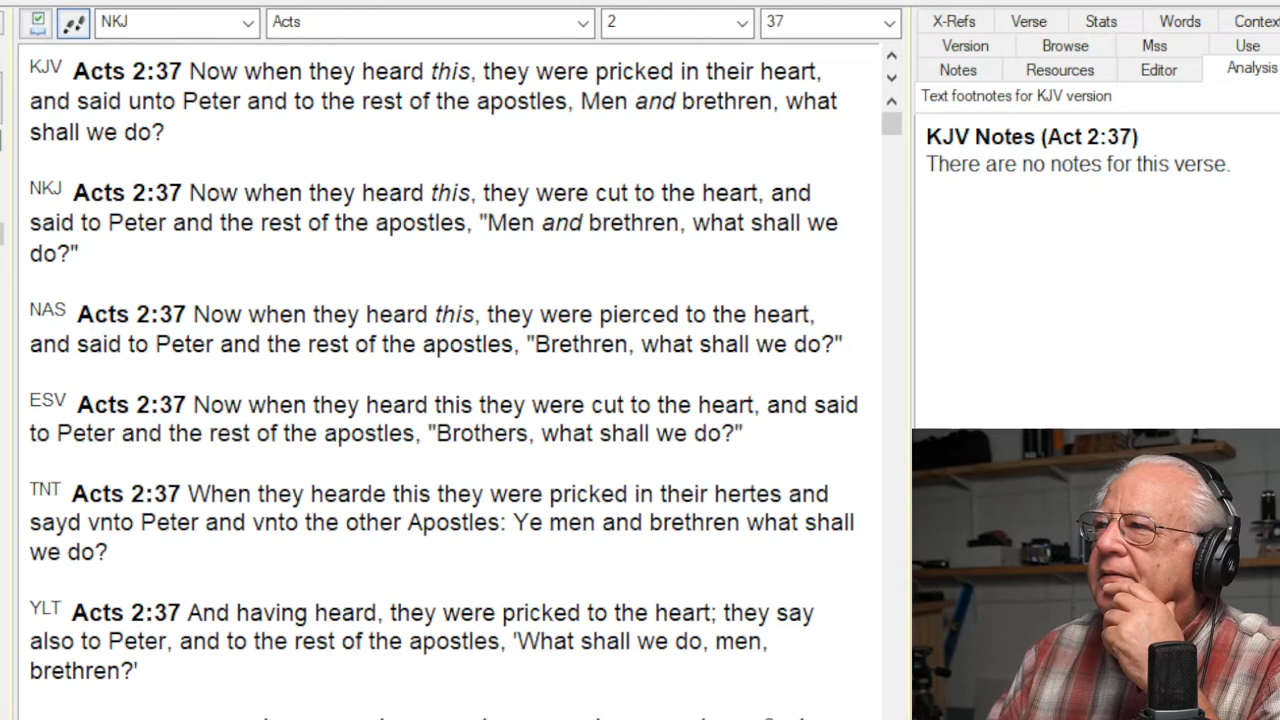 NKJ Acts 2 37
KJV Acts 2:37 Now when they heard this, they were pricked in their heart,
and said unto Peter and to the rest of the apostles, Men and brethren, what
shall we do?
NKJ Acts 2:37 Now when they heard this, they were cut to the heart, and
said to Peter and the rest of the apostles, "Men and brethren, what shall we
do?"
NAS Acts 2:37 Now when they heard this, they were pierced to the heart,
and said to Peter and the rest of the apostles, "Brethren, what shall we do?"
ESV Acts 2:37 Now when they heard this they were cut to the heart, and said
to Peter and the rest of the apostles, "Brothers, what shall we do?"
TNT Acts 2:37 When they hearde this they were pricked in their hertes and
sayd vnto Peter and vnto the other Apostles: Ye men and brethren what shall
we do?
YLT Acts 2:37 And having heard, they were pricked to the heart; they say
also to Peter, and to the rest of the apostles, 'What shall we do, men,
brethren?'
X-Refs Verse Stats Words Contex
Version Browse Mss Use
Notes Resources Editor Analysis
Text footnotes for KJV version
KJV Notes (Act 2:37)
There are no notes for this verse.